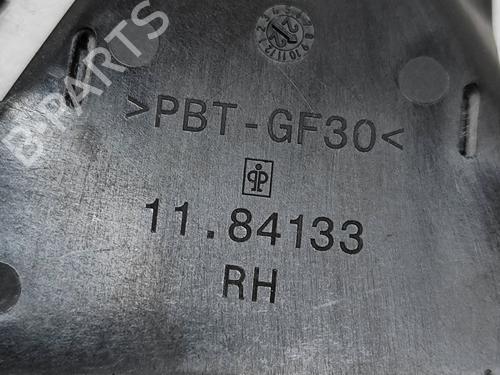 >PBT-GF30<
11.84133
RH
B-PARTS